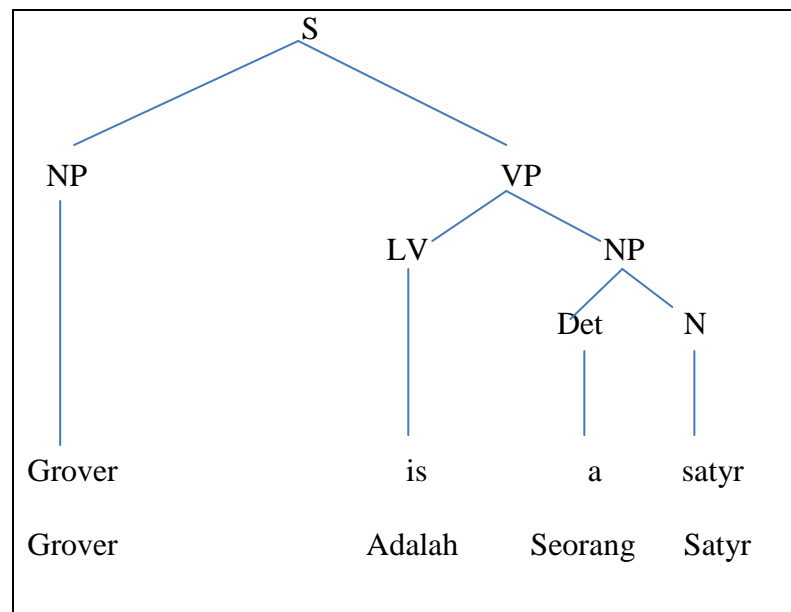 S
NP VP
LV NP
Det N
Grover is a satyr
Grover Adalah Seorang Satyr